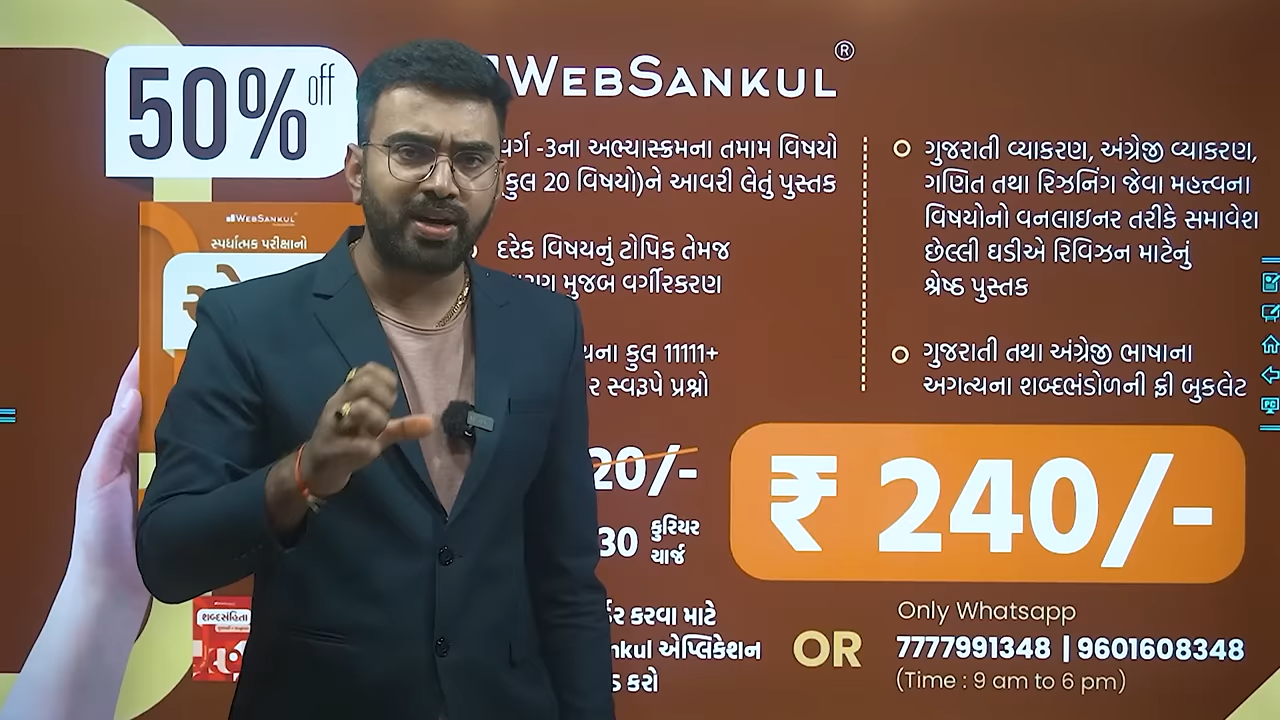 50% off
WEBSANKUL®
વર્ગ -3ના અભ્યાસક્રમના તમામ વિષયો
(કુલ 20 વિષયો)ને આવરી લેતું પુસ્તક
દરેક વિષયનું ટોપિક તેમજ
મુજબ વર્ગીકરણ
કુલ 11111+
સ્વરૂપે પ્રશ્નો
20/-
30 કુરિયર
ચાર્જ
કરવા માટે
એપ્લિકેશન
કરો
ગુજરાતી વ્યાકરણ, અંગ્રેજી વ્યાકરણ,
ગણિત તથા રિઝનિંગ જેવા મહત્ત્વના
વિષયોનો વનલાઇનર તરીકે સમાવેશ
છેલ્લી ઘડીએ રિવિઝન માટેનું
શ્રેષ્ઠ પુસ્તક
ગુજરાતી તથા અંગ્રેજી ભાષાના
અગત્યના શબ્દભંડોળની ફ્રી બુકલેટ
₹ 240/-
OR
Only Whatsapp
7777991348 | 9601608348
(Time : 9 am to 6 pm)
WEBSANKUL
સ્પર્ધાત્મક પરીક્ષાનો
શબ્દસંહિતા